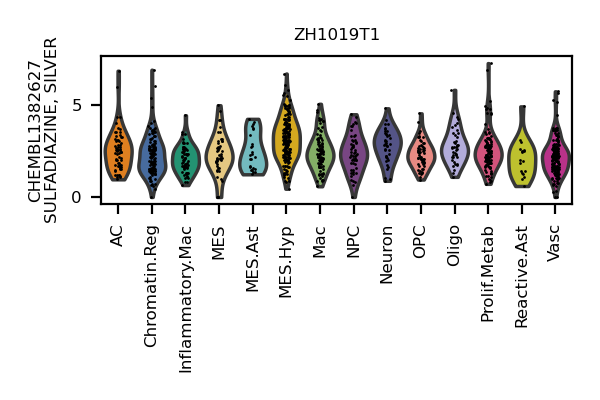 ZH1019T1
CHEMBL1382627
SULFADIAZINE, SILVER
5
0
AC
Chromatin.Reg
Inflammatory.Mac
MES
MES.Ast
MES.Hyp
Mac
NPC
Neuron
OPC
Oligo
Prolif.Metab
Reactive.Ast
Vasc